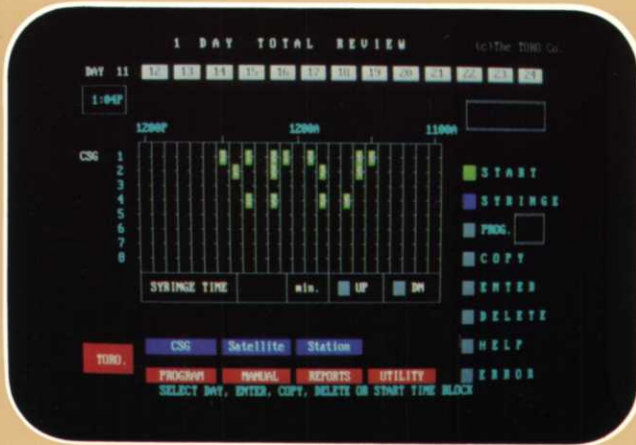 1 DAY TOTAL REVIEW
(c)The TORO Co.
DAY 11 12 13 14 15 16 17 18 19 20 21 22 23 24
1:04P
1200P 1200A 1100A
CSG 1
2
3
4
5
6
7
8
START
SYRINGE
PROG.
COPY
ENTER
DELETE
HELP
ERROR
SYRINGE TIME min. UP DN
CSG Satellite Station
TORO.
PROGRAM MANUAL REPORTS UTILITY
SELECT DAY, ENTER, COPY, DELETE OR START TIME BLOCK